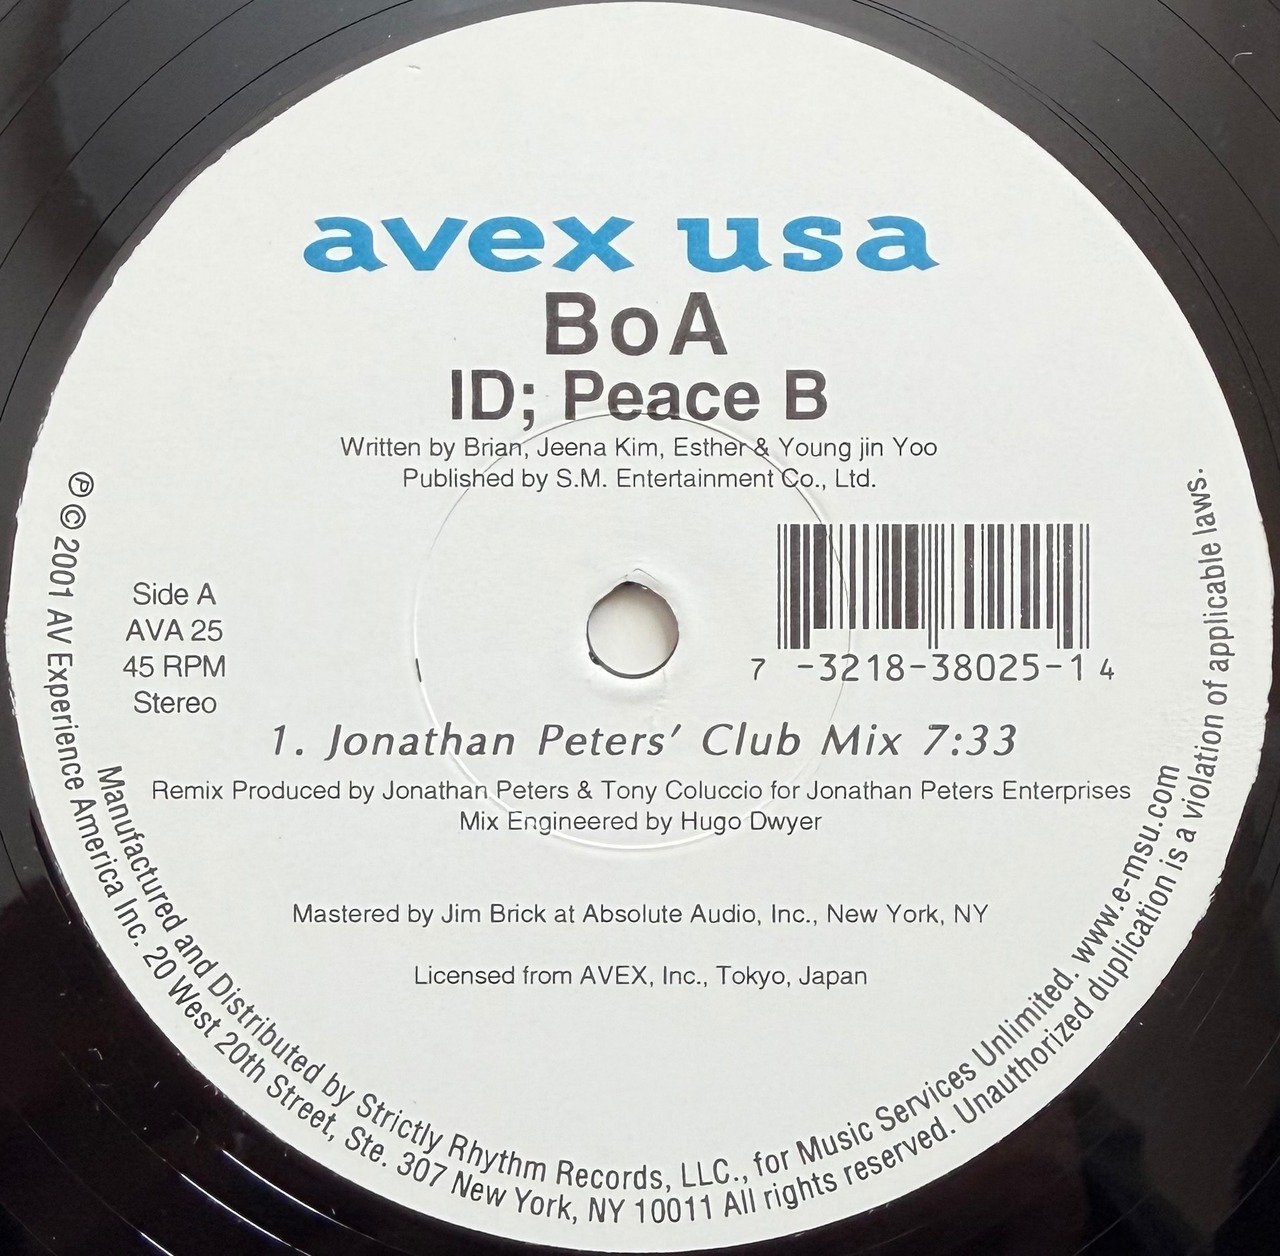 avex usa
BoA
ID; Peace B
Written by Brian, Jeena Kim, Esther & Young jin Yoo
Published by S.M. Entertainment Co., Ltd.
Side A
AVA 25
45 RPM
Stereo
7 -3218-38025-1 4
1. Jonathan Peters' Club Mix 7:33
Remix Produced by Jonathan Peters & Tony Coluccio for Jonathan Peters Enterprises
Mix Engineered by Hugo Dwyer
Mastered by Jim Brick at Absolute Audio, Inc., New York, NY
Licensed from AVEX, Inc., Tokyo, Japan
Manufactured and Distributed by Strictly Rhythm Records, LLC., for Music Services Unlimited. www.e-msu.com
℗ © 2001 AV Experience America Inc. 20 West 20th Street, Ste. 307 New York, NY 10011 All rights reserved. Unauthorized duplication is a violation of applicable laws.